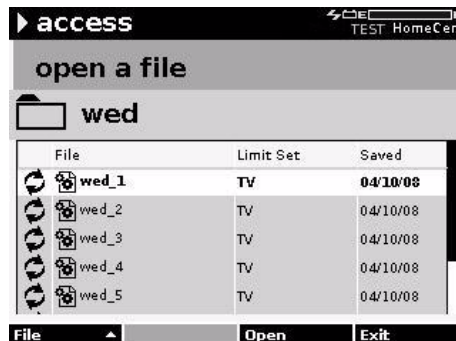 access
E
TEST HomeCer
open a file
wed
File Limit Set Saved
wed_1 TV 04/10/08
wed_2 TV 04/10/08
wed_3 TV 04/10/08
wed_4 TV 04/10/08
wed_5 TV 04/10/08
File Open Exit